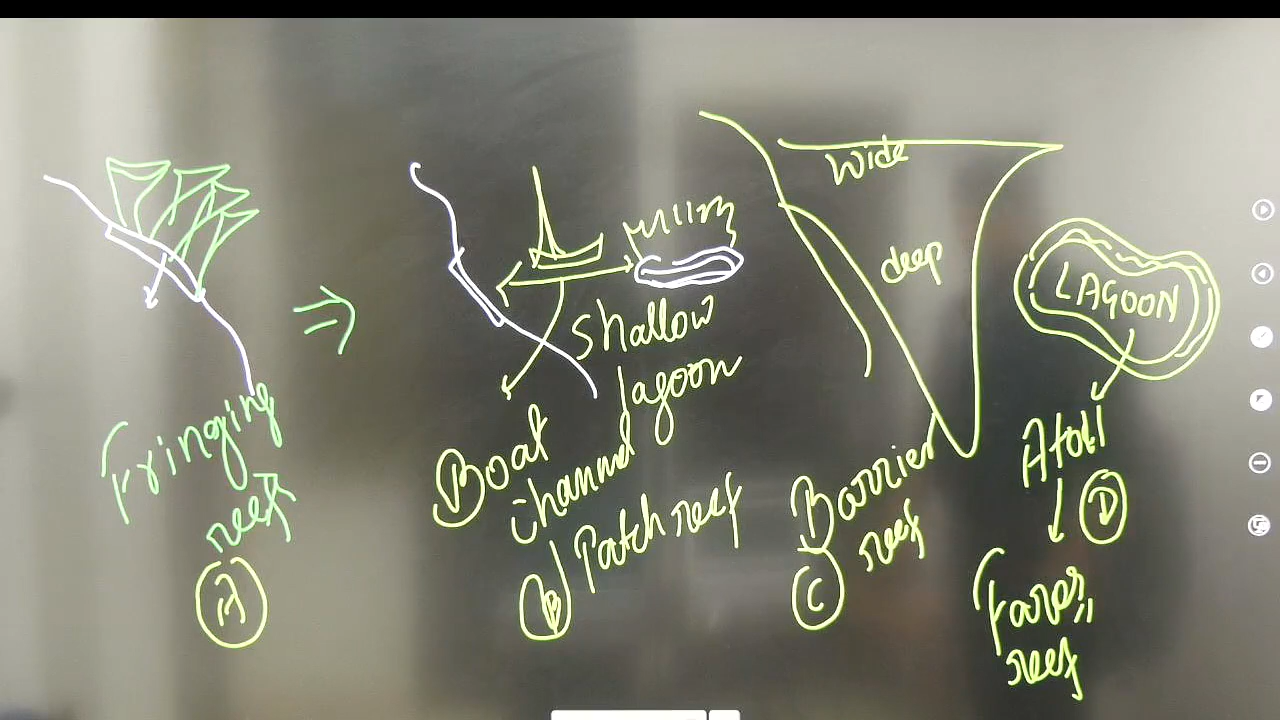 Fringing
reef
A
Shallow
lagoon
Boat
channel
Patch reef
B
Wide
deep
Barrier
reef
C
LAGOON
Atoll
D
reef